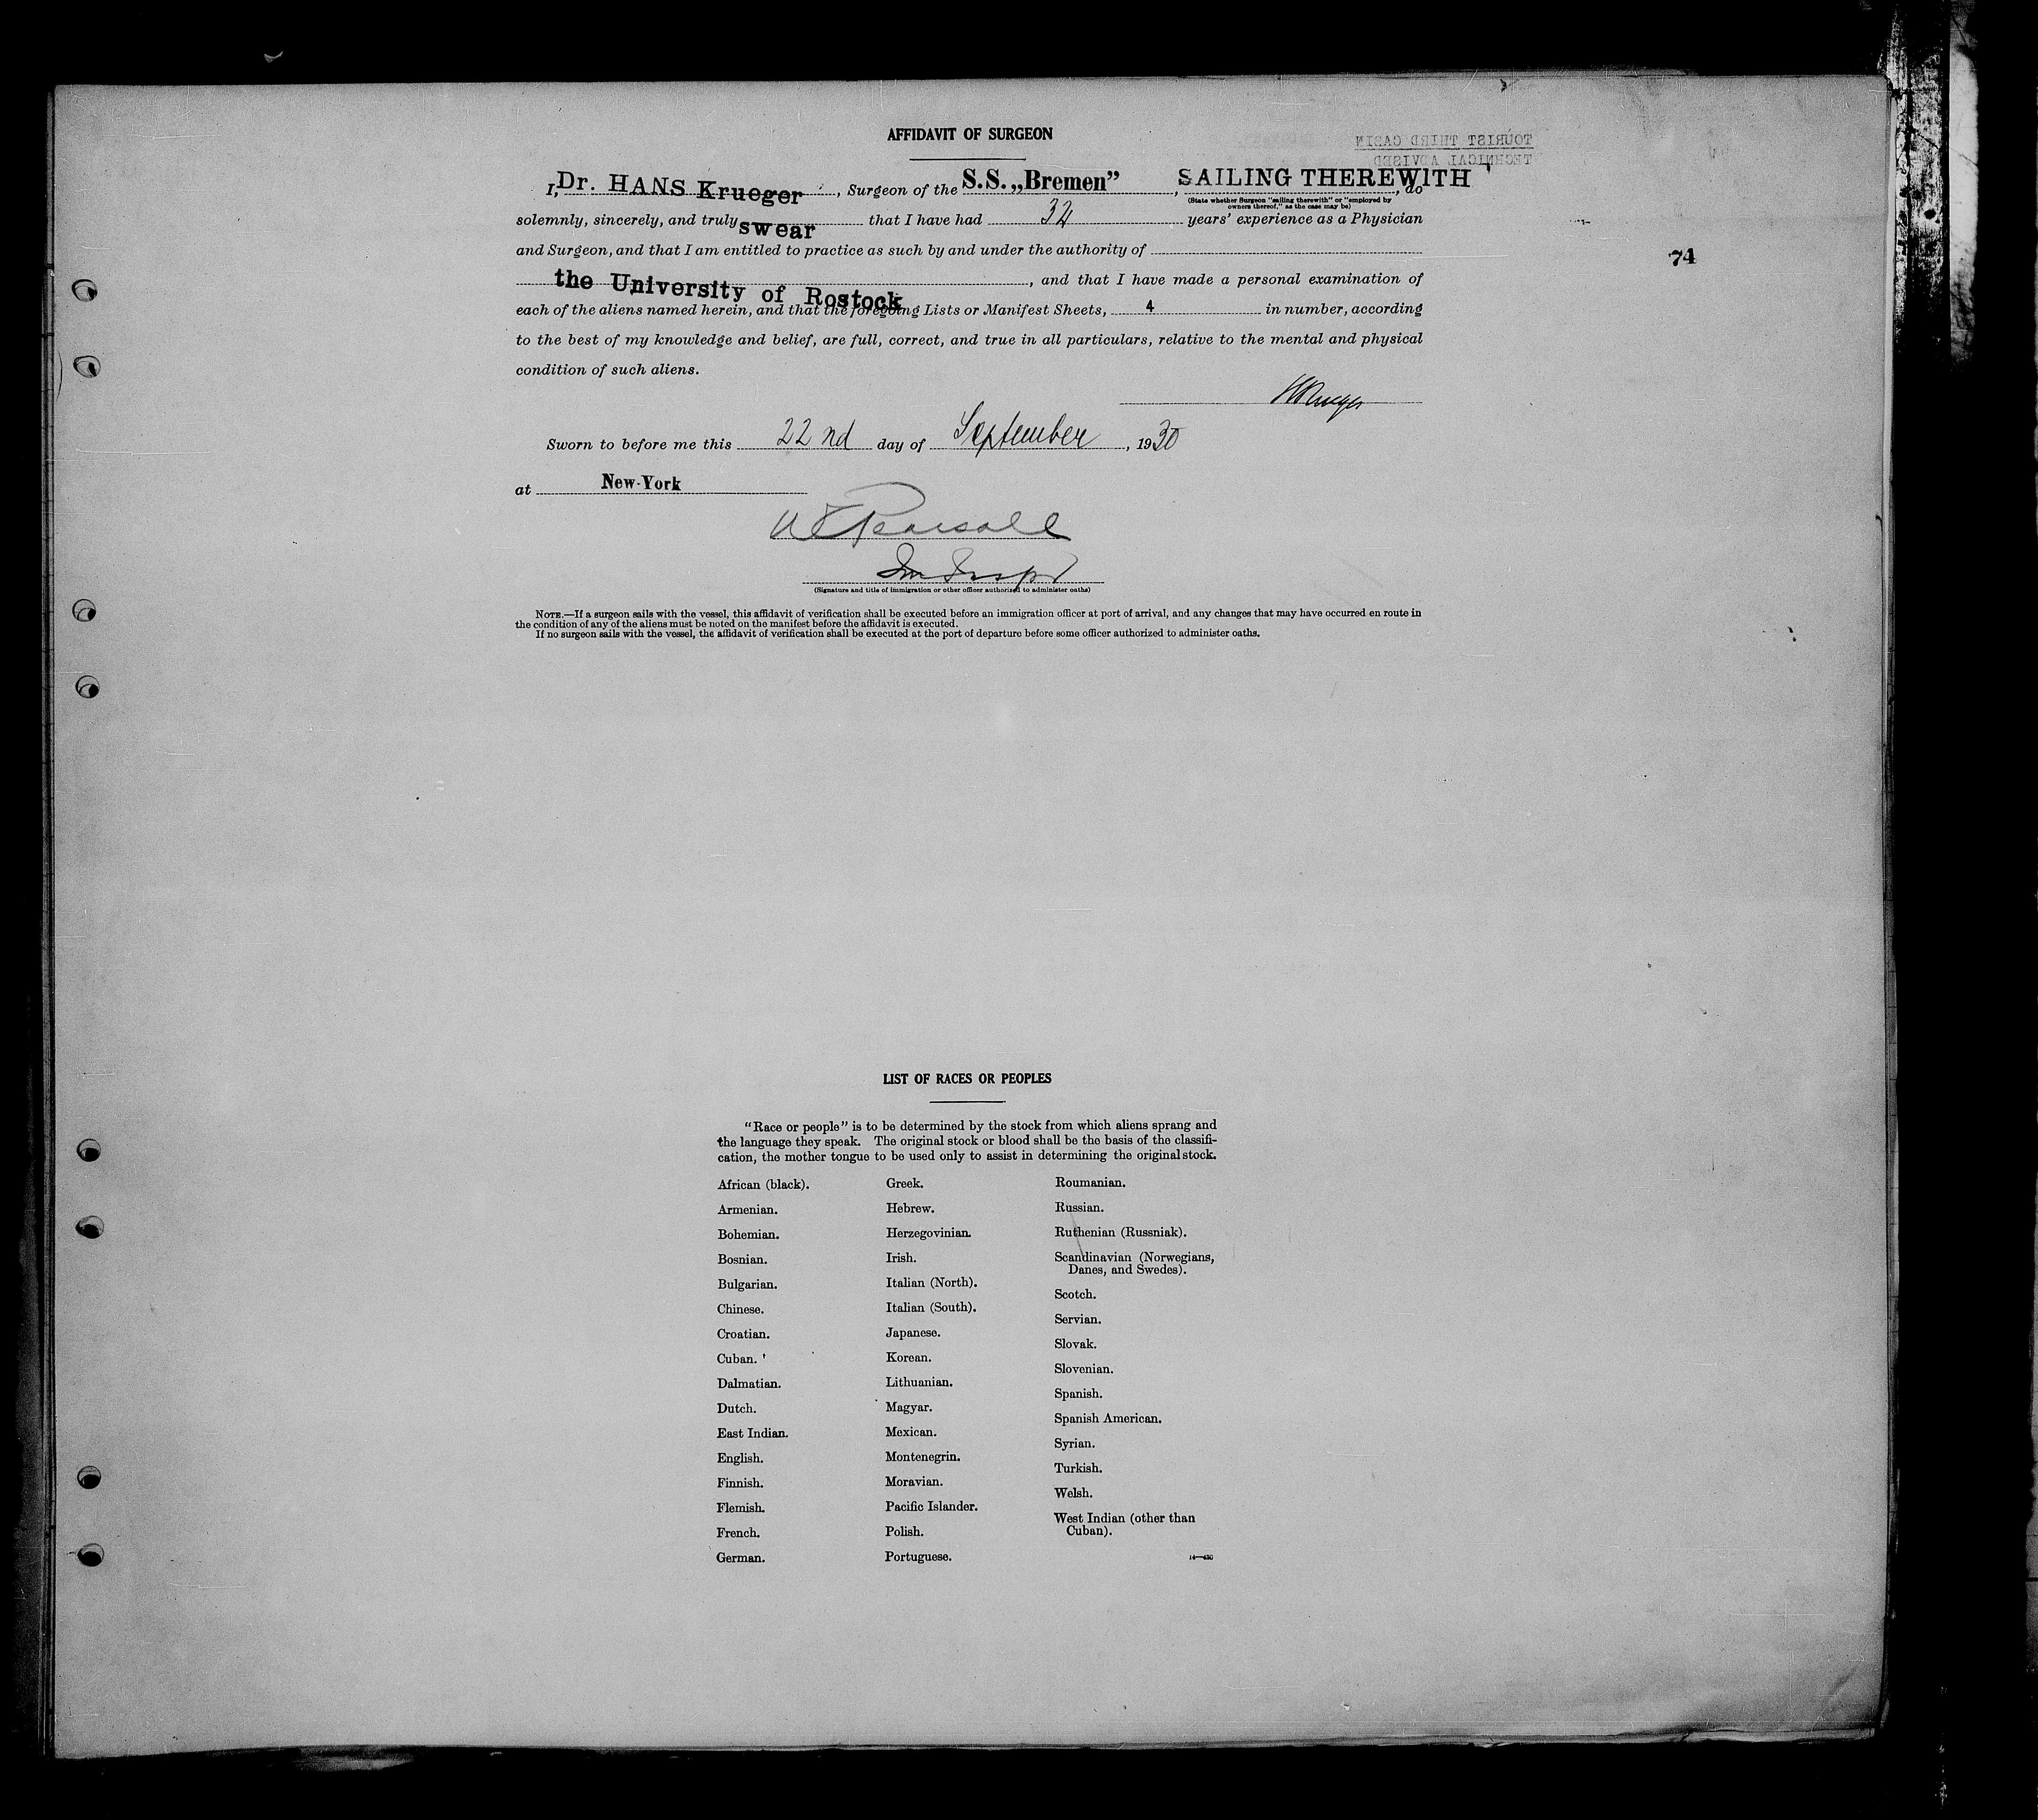 AFFIDAVIT OF SURGEON
TOURIST THIRD CABIN
TECHNICAL ADVISED
I, Dr. HANS Krueger, Surgeon of the S.S. „Bremen”, SAILING THEREWITH, do
(State whether Surgeon "sailing therewith" or "employed by
owners thereof," as the case may be)
solemnly, sincerely, and truly swear that I have had 32 years' experience as a Physician
and Surgeon, and that I am entitled to practice as such by and under the authority of
74
the University of Rostock, and that I have made a personal examination of
each of the aliens named herein, and that the foregoing Lists or Manifest Sheets, 4 in number, according
to the best of my knowledge and belief, are full, correct, and true in all particulars, relative to the mental and physical
condition of such aliens.
HKrueger
Sworn to before me this 22nd day of September, 1930
at New-York
Pearsall
Im Inspr
(Signature and title of immigration or other officer authorized to administer oaths)
NOTE.—If a surgeon sails with the vessel, this affidavit of verification shall be executed before an immigration officer at port of arrival, and any changes that may have occurred en route in
the condition of any of the aliens must be noted on the manifest before the affidavit is executed.
If no surgeon sails with the vessel, the affidavit of verification shall be executed at the port of departure before some officer authorized to administer oaths.
LIST OF RACES OR PEOPLES
"Race or people" is to be determined by the stock from which aliens sprang and
the language they speak. The original stock or blood shall be the basis of the classifi-
cation, the mother tongue to be used only to assist in determining the original stock.
African (black).
Armenian.
Bohemian.
Bosnian.
Bulgarian.
Chinese.
Croatian.
Cuban.
Dalmatian.
Dutch.
East Indian.
English.
Finnish.
Flemish.
French.
German.
Greek.
Hebrew.
Herzegovinian.
Irish.
Italian (North).
Italian (South).
Japanese.
Korean.
Lithuanian.
Magyar.
Mexican.
Montenegrin.
Moravian.
Pacific Islander.
Polish.
Portuguese.
Roumanian.
Russian.
Ruthenian (Russniak).
Scandinavian (Norwegians,
Danes, and Swedes).
Scotch.
Servian.
Slovak.
Slovenian.
Spanish.
Spanish American.
Syrian.
Turkish.
Welsh.
West Indian (other than
Cuban).